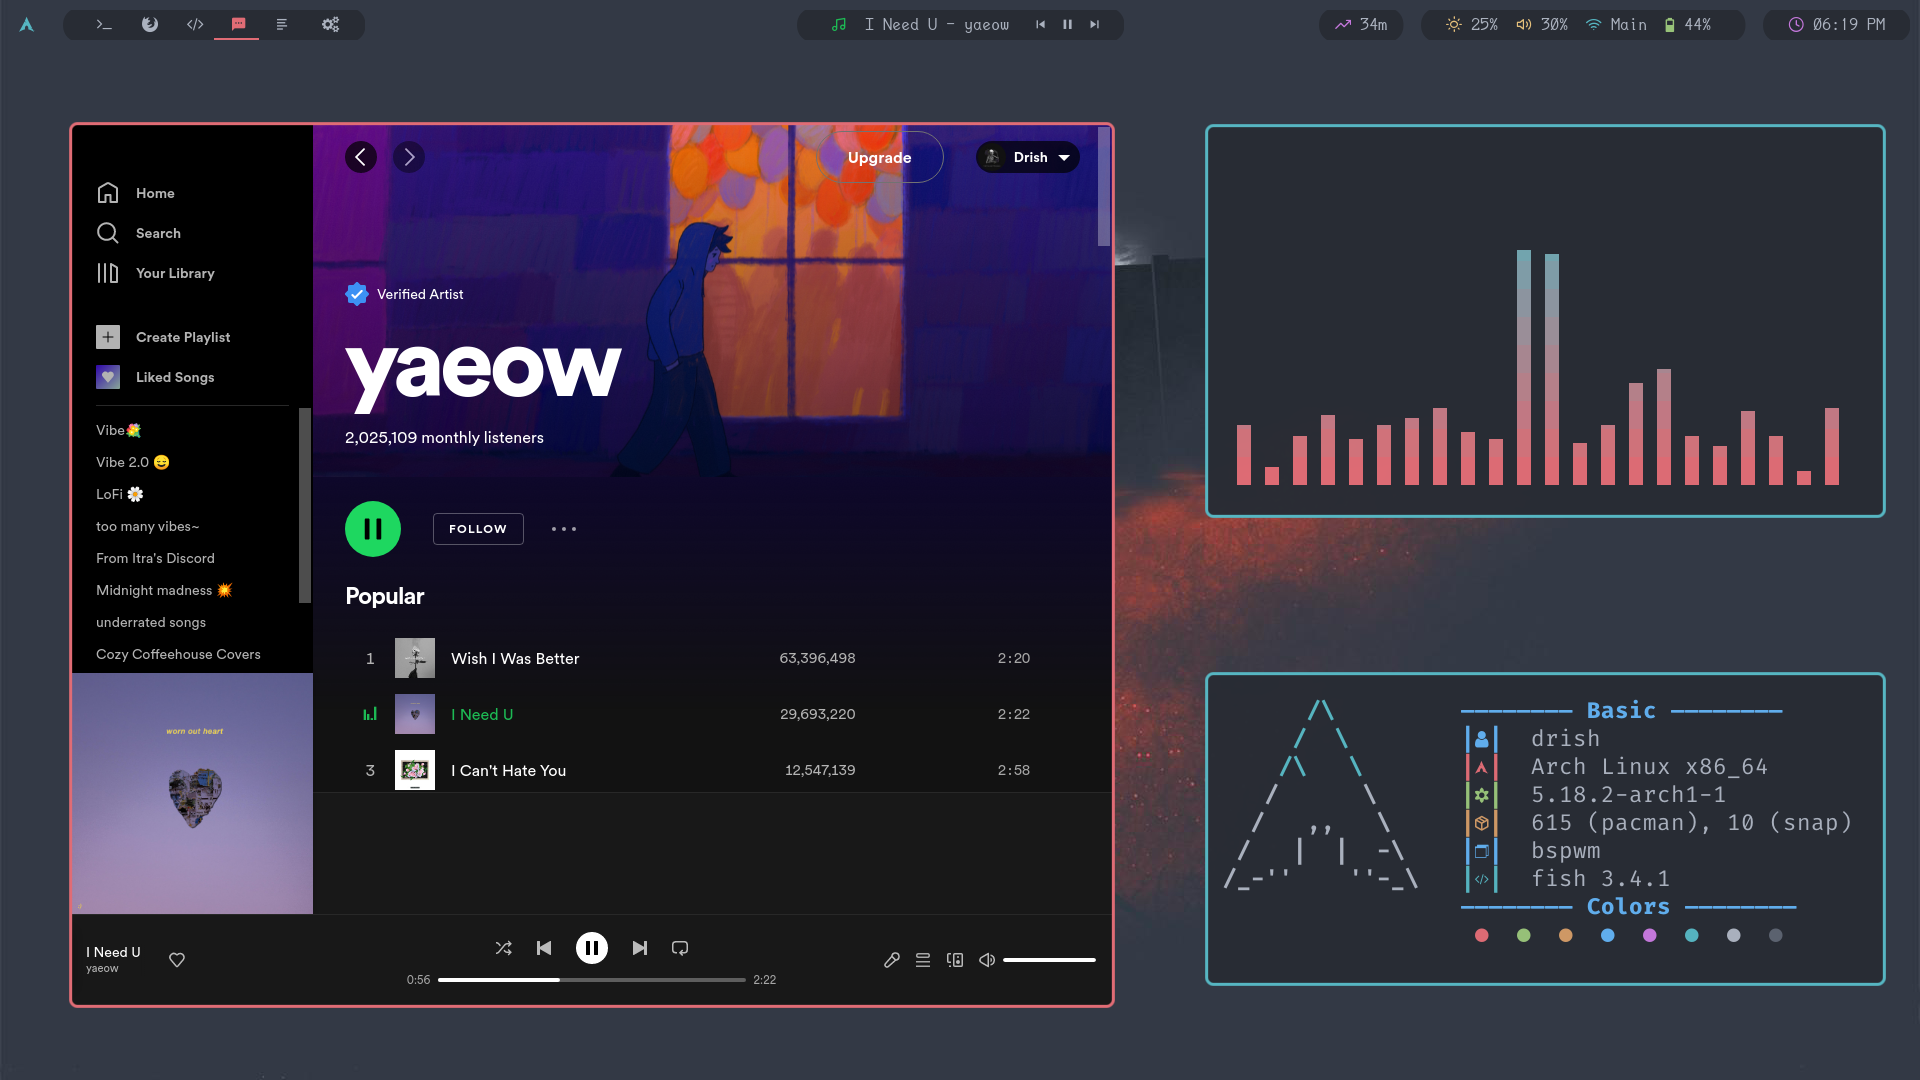 I Need U - yaeow
34m
25%
30%
Main
44%
06:19 PM
Home
Search
Your Library
Create Playlist
Liked Songs
Vibe
Vibe 2.0
LoFi
too many vibes~
From Itra's Discord
Midnight madness
underrated songs
Cozy Coffeehouse Covers
worn out heart
I Need U
yaeow
Upgrade
Drish
Verified Artist
yaeow
2,025,109 monthly listeners
FOLLOW
Popular
1 Wish I Was Better 63,396,498 2:20
I Need U 29,693,220 2:22
3 I Can't Hate You 12,547,139 2:58
0:56
2:22
Basic
drish
Arch Linux x86_64
5.18.2-arch1-1
615 (pacman), 10 (snap)
bspwm
fish 3.4.1
Colors